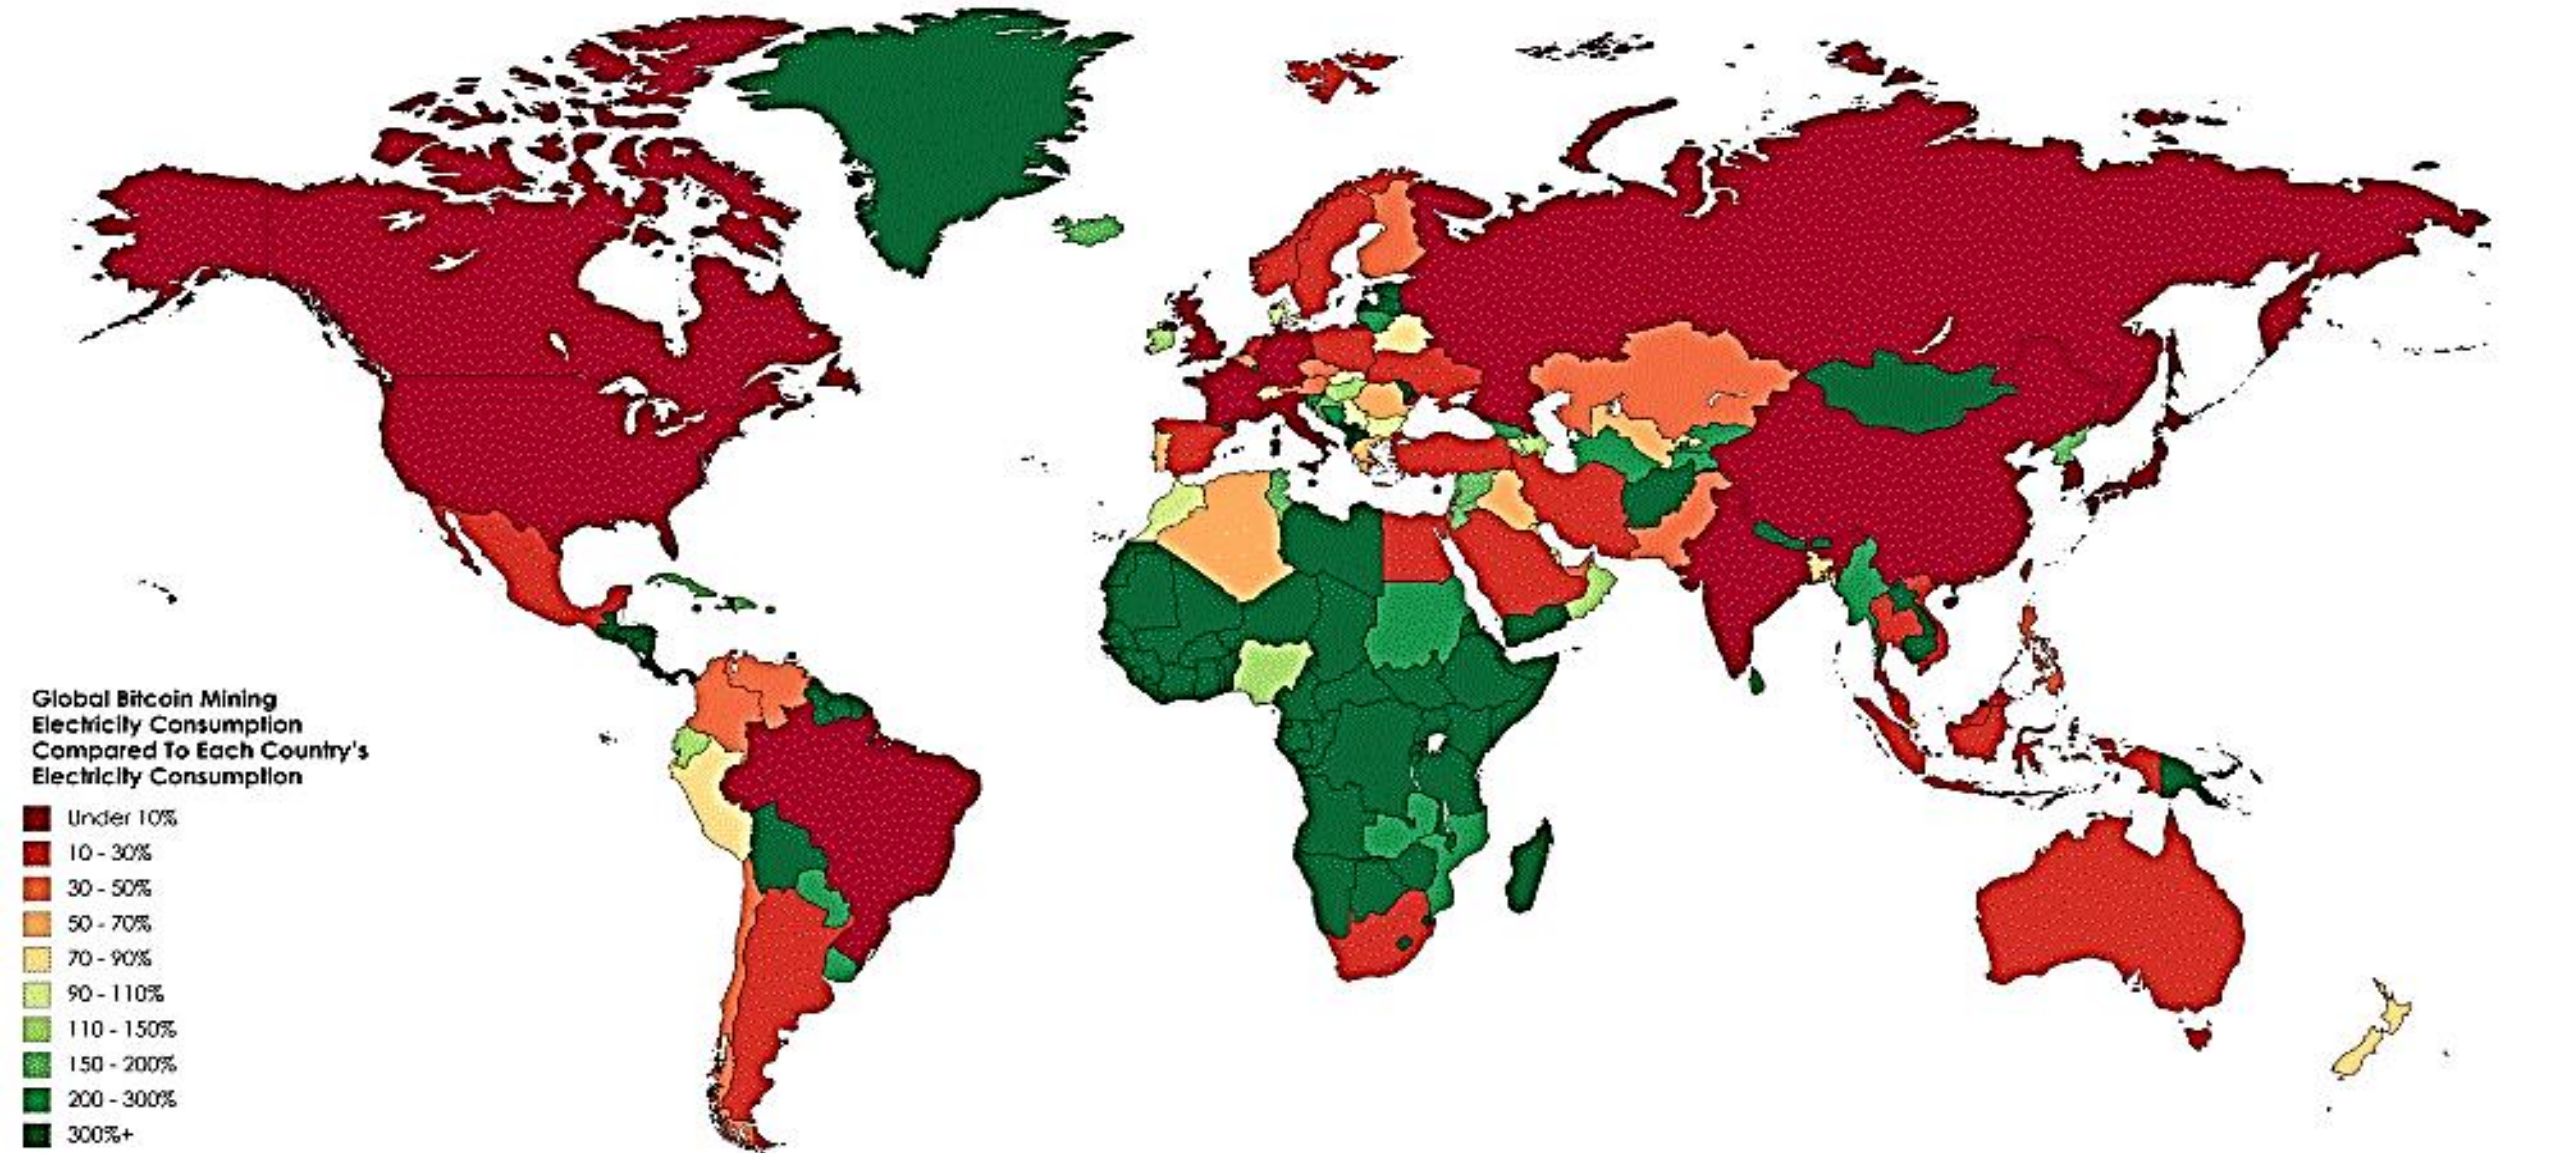 Global Bitcoin Mining
Electricity Consumption
Compared To Each Country's
Electricity Consumption
Under 10%
10 - 30%
30 - 50%
50 - 70%
70 - 90%
90 - 110%
110 - 150%
150 - 200%
200 - 300%
300%+